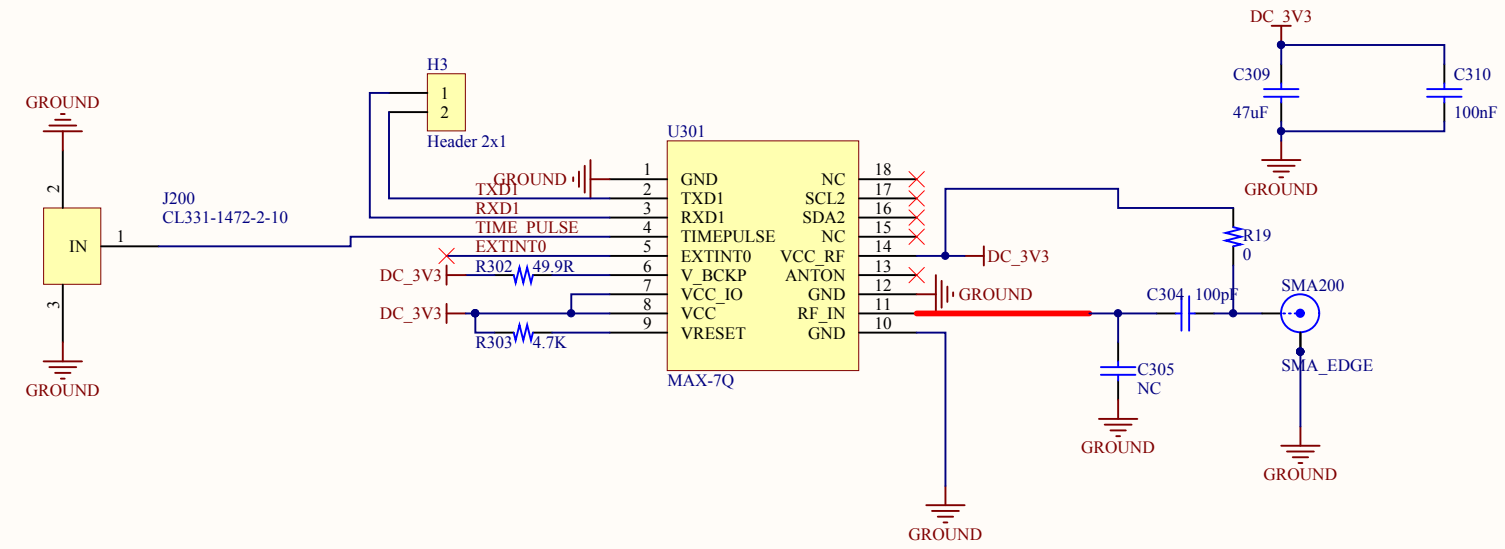 DC_3V3
C309
47uF
C310
100nF
GROUND
GROUND
2
IN
1
3
GROUND
J200
CL331-1472-2-10
H3
1
2
Header 2x1
GROUND
TXD1
RXD1
TIME_PULSE
EXTINT0
DC_3V3
R302
49.9R
DC_3V3
R303
4.7K
U301
1
GND
NC
18
2
TXD1
SCL2
17
3
RXD1
SDA2
16
4
TIMEPULSE
NC
15
5
EXTINT0
VCC_RF
14
6
V_BCKP
ANTON
13
7
VCC_IO
GND
12
8
VCC
RF_IN
11
9
VRESET
GND
10
MAX-7Q
DC_3V3
GROUND
R19
0
C304
100pF
SMA200
SMA_EDGE
C305
NC
GROUND
GROUND
GROUND